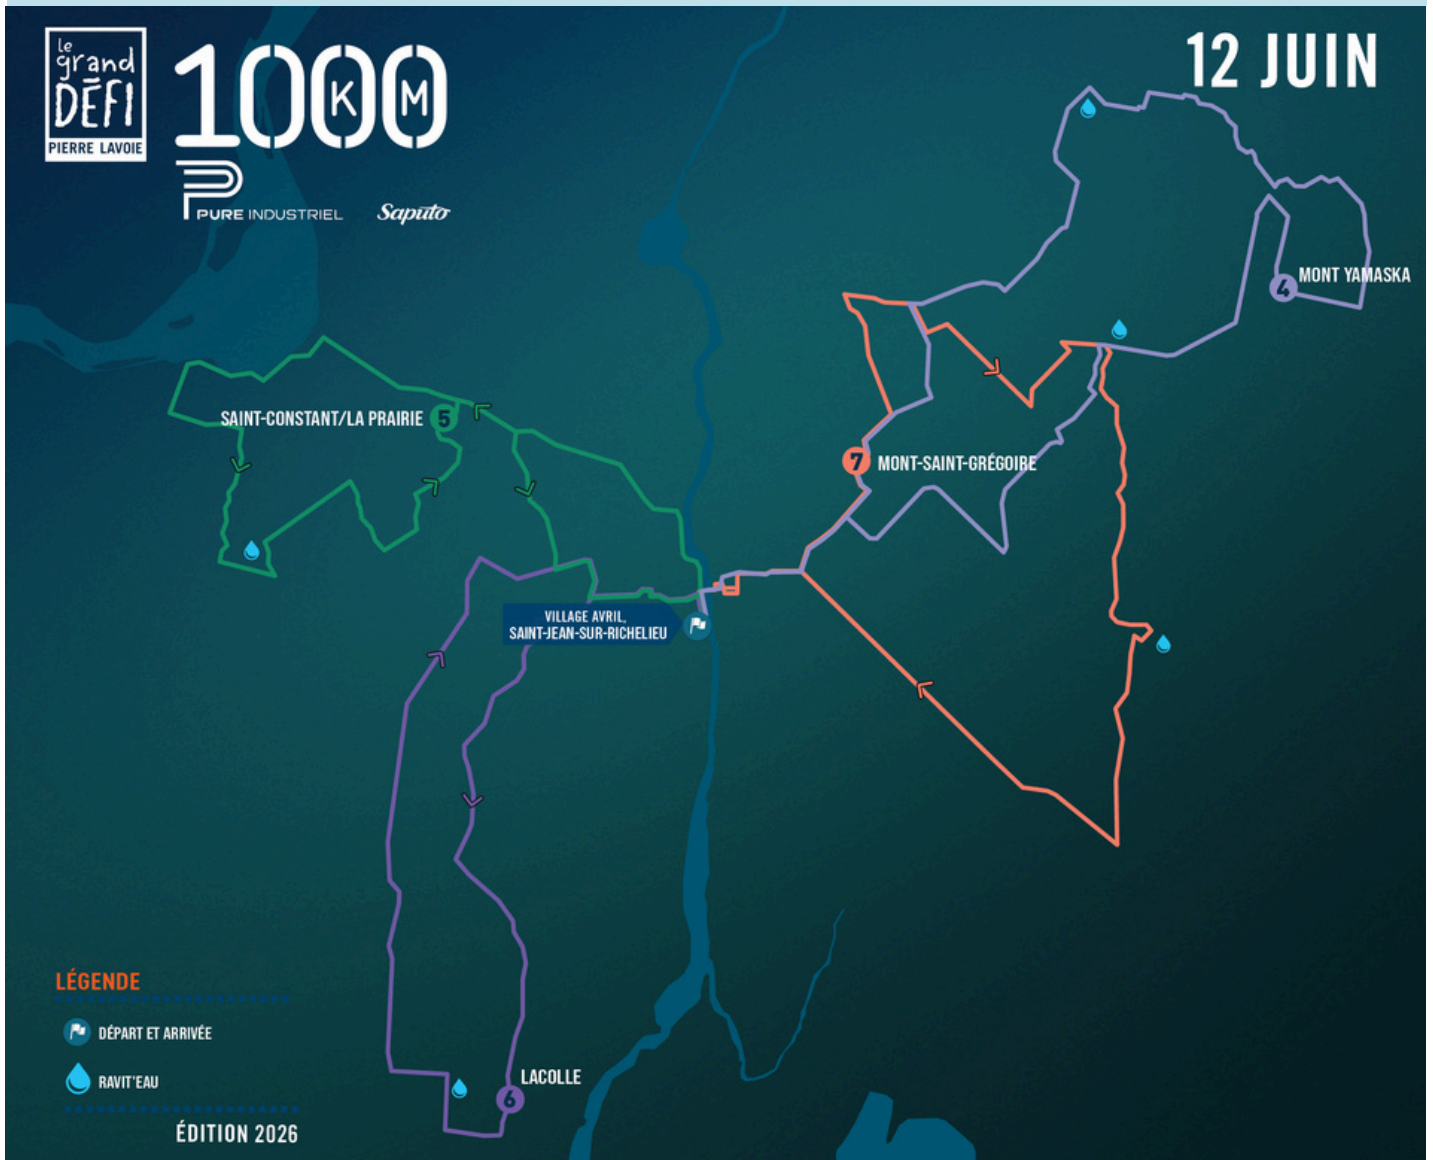 le
grand
DÉFI
PIERRE LAVOIE
1000
KM
PURE INDUSTRIEL
Saputo
12 JUIN
4
MONT YAMASKA
SAINT-CONSTANT/LA PRAIRIE
5
7
MONT-SAINT-GRÉGOIRE
VILLAGE AVRIL,
SAINT-JEAN-SUR-RICHELIEU
LACOLLE
6
LÉGENDE
DÉPART ET ARRIVÉE
RAVIT'EAU
ÉDITION 2026